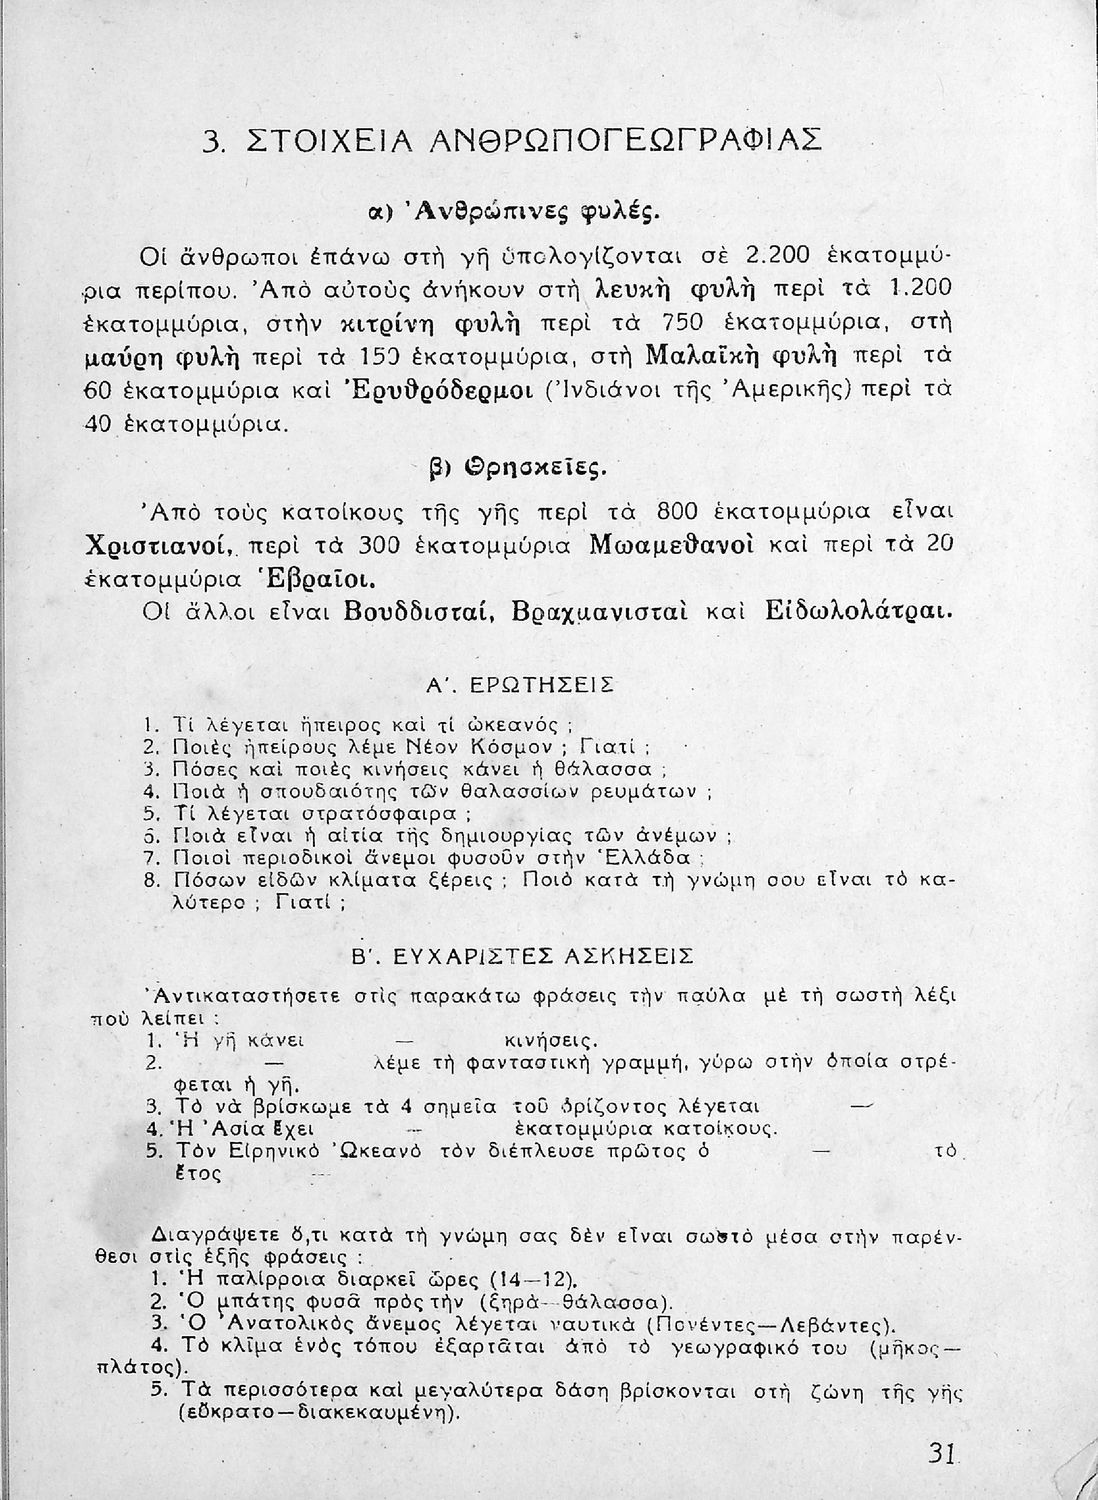 3. ΣΤΟΙΧΕΙΑ ΑΝΘΡΩΠΟΓΕΩΓΡΑΦΙΑΣ
α) Ἀνθρώπινες φυλές.
Οἱ ἄνθρωποι ἐπάνω στὴ γῆ ὑπολογίζονται σὲ 2.200 ἑκατομμύ-
ρια περίπου. Ἀπὸ αὐτοὺς ἀνήκουν στὴ λευκὴ φυλὴ περὶ τὰ 1.200
ἑκατομμύρια, στὴν κιτρίνη φυλὴ περὶ τὰ 750 ἑκατομμύρια, στὴ
μαύρη φυλὴ περὶ τὰ 150 ἑκατομμύρια, στὴ Μαλαϊκὴ φυλὴ περὶ τὰ
60 ἑκατομμύρια καὶ Ἐρυθρόδερμοι (Ἰνδιάνοι τῆς Ἀμερικῆς) περὶ τὰ
40 ἑκατομμύρια.
β) Θρησκεῖες.
Ἀπὸ τοὺς κατοίκους τῆς γῆς περὶ τὰ 800 ἑκατομμύρια εἶναι
Χριστιανοί, περὶ τὰ 300 ἑκατομμύρια Μωαμεθανοὶ καὶ περὶ τὰ 20
ἑκατομμύρια Ἑβραῖοι.
Οἱ ἄλλοι εἶναι Βουδδισταί, Βραχμανισταὶ καὶ Εἰδωλολάτραι.
Α΄. ΕΡΩΤΗΣΕΙΣ
1. Τί λέγεται ἤπειρος καὶ τί ὠκεανός ;
2. Ποιὲς ἠπείρους λέμε Νέον Κόσμον ; Γιατί ;
3. Πόσες καὶ ποιὲς κινήσεις κάνει ἡ θάλασσα ;
4. Ποιὰ ἡ σπουδαιότης τῶν θαλασσίων ρευμάτων ;
5. Τί λέγεται στρατόσφαιρα ;
6. Ποιὰ εἶναι ἡ αἰτία τῆς δημιουργίας τῶν ἀνέμων ;
7. Ποιοὶ περιοδικοὶ ἄνεμοι φυσοῦν στὴν Ἑλλάδα ;
8. Πόσων εἰδῶν κλίματα ξέρεις ; Ποιὸ κατὰ τὴ γνώμη σου εἶναι τὸ κα-
λύτερο ; Γιατί ;
Β΄. ΕΥΧΑΡΙΣΤΕΣ ΑΣΚΗΣΕΙΣ
Ἀντικαταστήσετε στὶς παρακάτω φράσεις τὴν παύλα μὲ τὴ σωστὴ λέξι
ποὺ λείπει :
1. Ἡ γῆ κάνει — κινήσεις.
2. — λέμε τὴ φανταστικὴ γραμμή, γύρω στὴν ὁποία στρέ-
φεται ἡ γῆ.
3. Τὸ νὰ βρίσκωμε τὰ 4 σημεῖα τοῦ ὁρίζοντος λέγεται —
4. Ἡ Ἀσία ἔχει — ἑκατομμύρια κατοίκους.
5. Τὸν Εἰρηνικὸ Ὠκεανὸ τὸν διέπλευσε πρῶτος ὁ — τὸ
ἔτος —
Διαγράψετε ὅ,τι κατὰ τὴ γνώμη σας δὲν εἶναι σωστὸ μέσα στὴν παρέν-
θεσι στὶς ἑξῆς φράσεις :
1. Ἡ παλίρροια διαρκεῖ ὧρες (14—12).
2. Ὁ μπάτης φυσᾶ πρὸς τὴν (ξηρὰ—θάλασσα).
3. Ὁ Ἀνατολικὸς ἄνεμος λέγεται ναυτικὰ (Πονέντες—Λεβάντες).
4. Τὸ κλῖμα ἑνὸς τόπου ἐξαρτᾶται ἀπὸ τὸ γεωγραφικό του (μῆκος—
πλάτος).
5. Τὰ περισσότερα καὶ μεγαλύτερα δάση βρίσκονται στὴ ζώνη τῆς γῆς
(εὔκρατο—διακεκαυμένη).
31